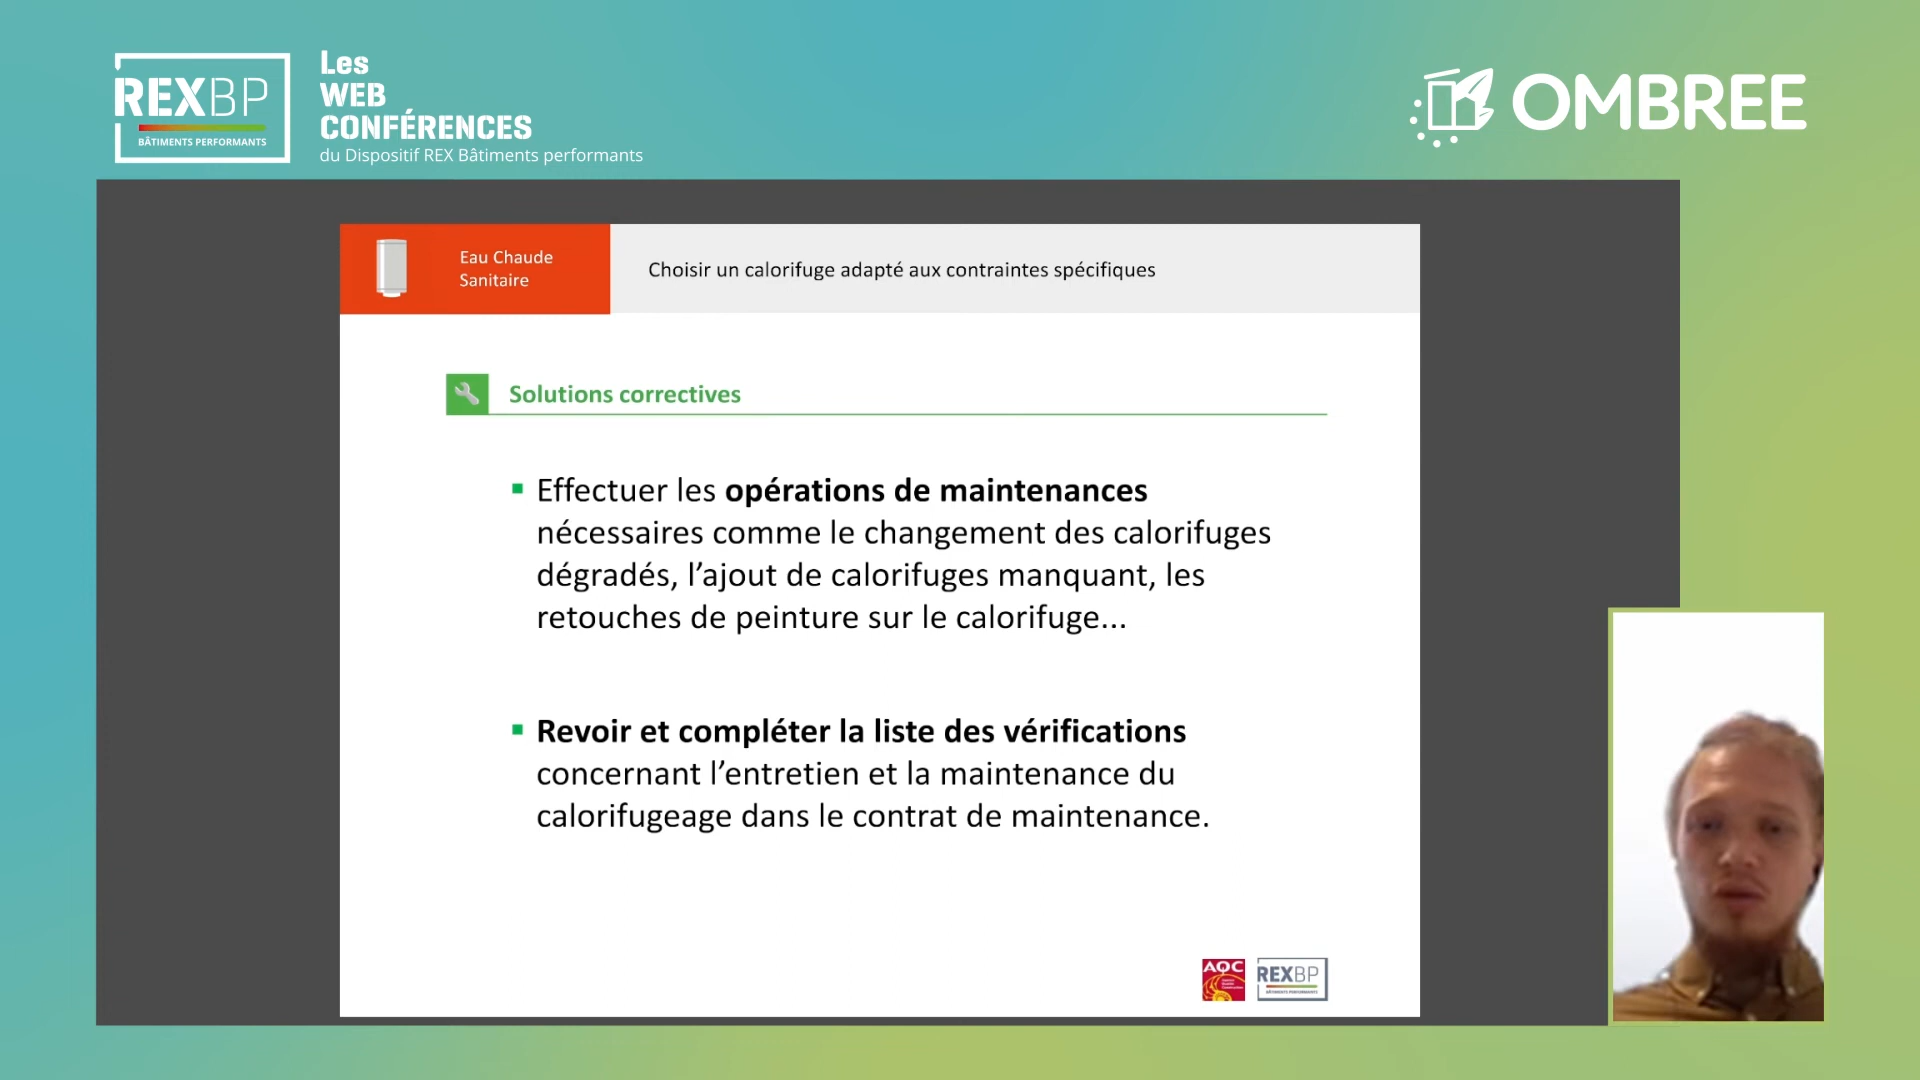 REXBP
BÂTIMENTS PERFORMANTS
Les
WEB
CONFÉRENCES
du Dispositif REX Bâtiments performants
OMBREE
Eau Chaude
Sanitaire
Choisir un calorifuge adapté aux contraintes spécifiques
Solutions correctives
Effectuer les opérations de maintenances
nécessaires comme le changement des calorifuges
dégradés, l’ajout de calorifuges manquant, les
retouches de peinture sur le calorifuge...
Revoir et compléter la liste des vérifications
concernant l’entretien et la maintenance du
calorifugeage dans le contrat de maintenance.
AQC
REXBP
BÂTIMENTS PERFORMANTS